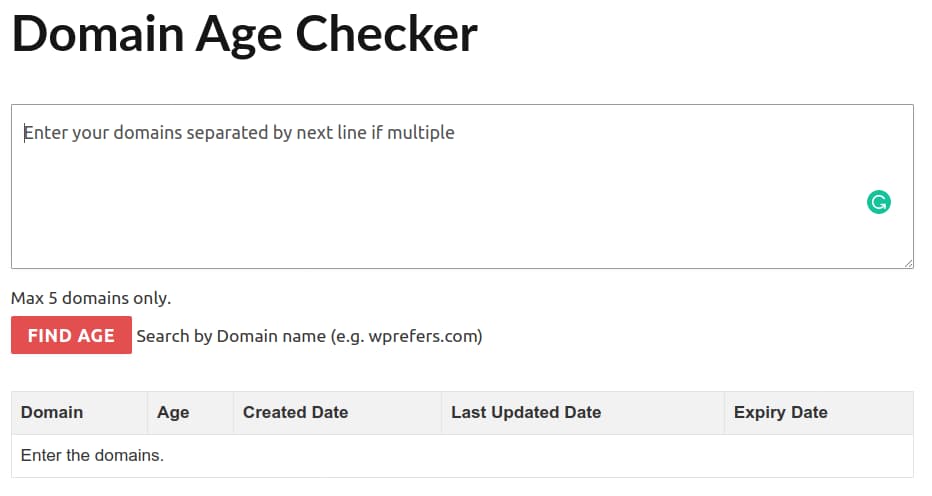 Domain Age Checker
Enter your domains separated by next line if multiple
Max 5 domains only.
FIND AGE Search by Domain name (e.g. wprefers.com)
Domain Age Created Date Last Updated Date Expiry Date
Enter the domains.